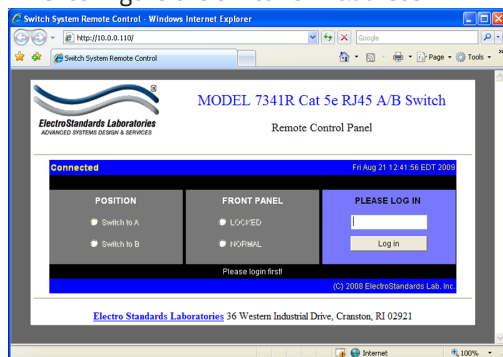 Switch System Remote Control - Windows Internet Explorer
http://10.0.0.110/
Google
Switch System Remote Control
Page
Tools
ElectroStandards Laboratories
ADVANCED SYSTEMS DESIGN & SERVICES
MODEL 7341R Cat 5e RJ45 A/B Switch
Remote Control Panel
Connected
Fri Aug 21 12:41:56 EDT 2009
POSITION
FRONT PANEL
PLEASE LOG IN
Switch to A
LOCKED
Switch to B
NORMAL
Log in
Please login first!
(C) 2008 ElectroStandards Lab. Inc.
Electro Standards Laboratories 36 Western Industrial Drive, Cranston, RI 02921
Internet
100%